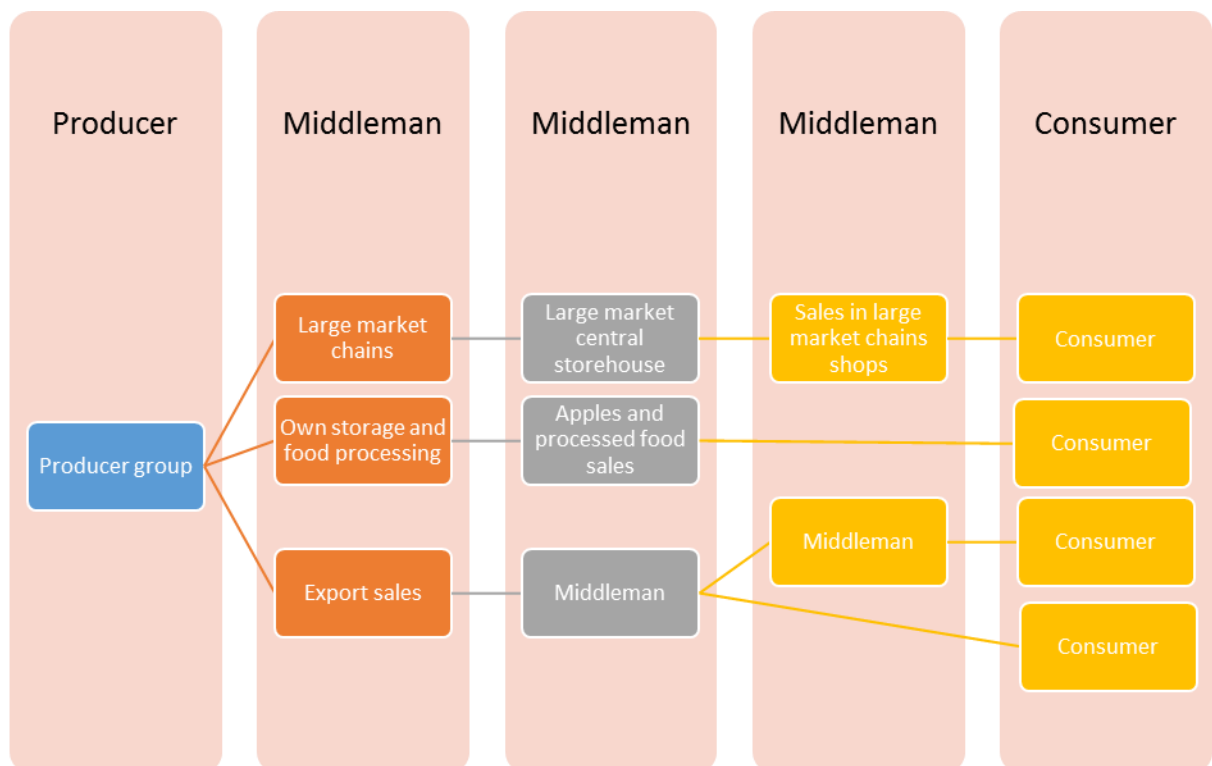 Producer
Middleman
Middleman
Middleman
Consumer
Large market
chains
Large market
central
storehouse
Sales in large
market chains
shops
Consumer
Own storage and
food processing
Apples and
processed food
sales
Consumer
Producer group
Middleman
Consumer
Export sales
Middleman
Consumer